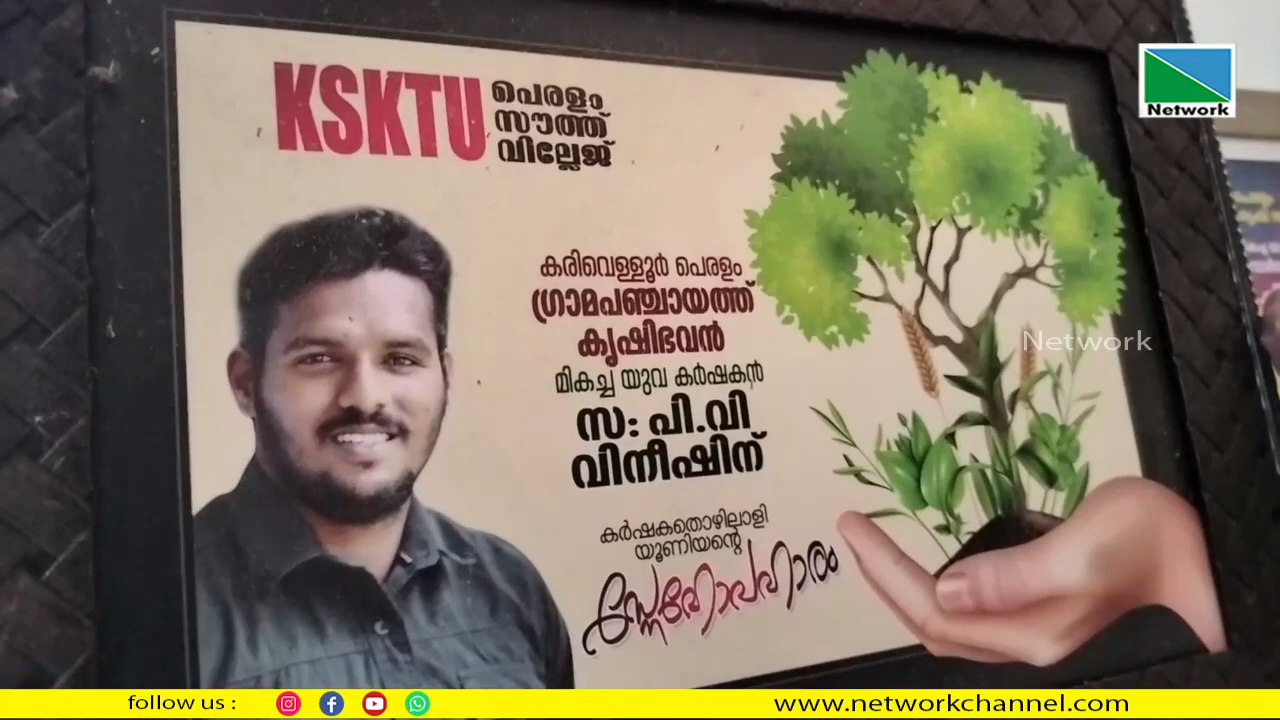 KSKTU പെരളം
സൗത്ത്
വില്ലേജ്
Network
കരിവെള്ളൂർ പെരളം
ഗ്രാമപഞ്ചായത്ത്
കൃഷിഭവൻ
മികച്ച യുവ കർഷകൻ
സ: പി.വി
വിനീഷിന്
Network
കർഷകതൊഴിലാളി
യൂണിയന്റെ
സ്നേഹോപഹാരം
follow us :
www.networkchannel.com